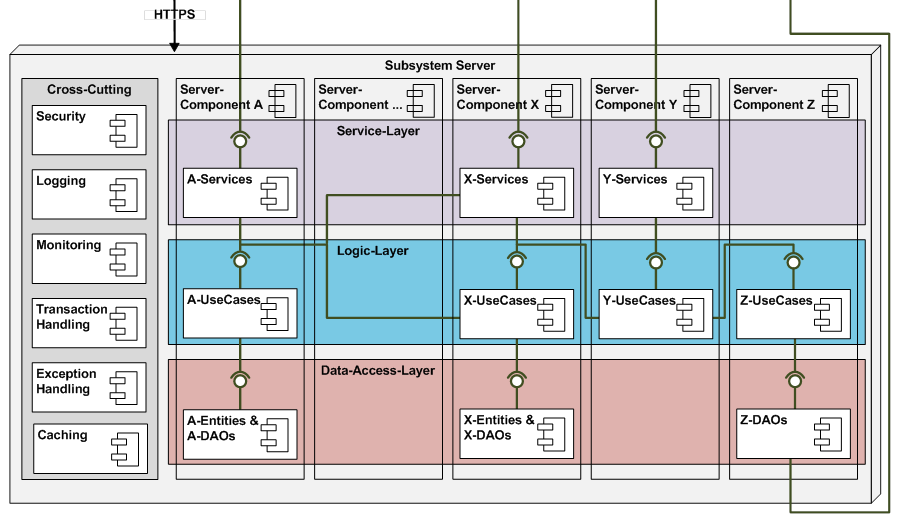 HTTPS
Subsystem Server
Cross-Cutting
Security
Logging
Monitoring
Transaction
Handling
Exception
Handling
Caching
Server-
Component A
Server-
Component ...
Server-
Component X
Server-
Component Y
Server-
Component Z
Service-Layer
A-Services
X-Services
Y-Services
Logic-Layer
A-UseCases
X-UseCases
Y-UseCases
Z-UseCases
Data-Access-Layer
A-Entities &
A-DAOs
X-Entities &
X-DAOs
Z-DAOs